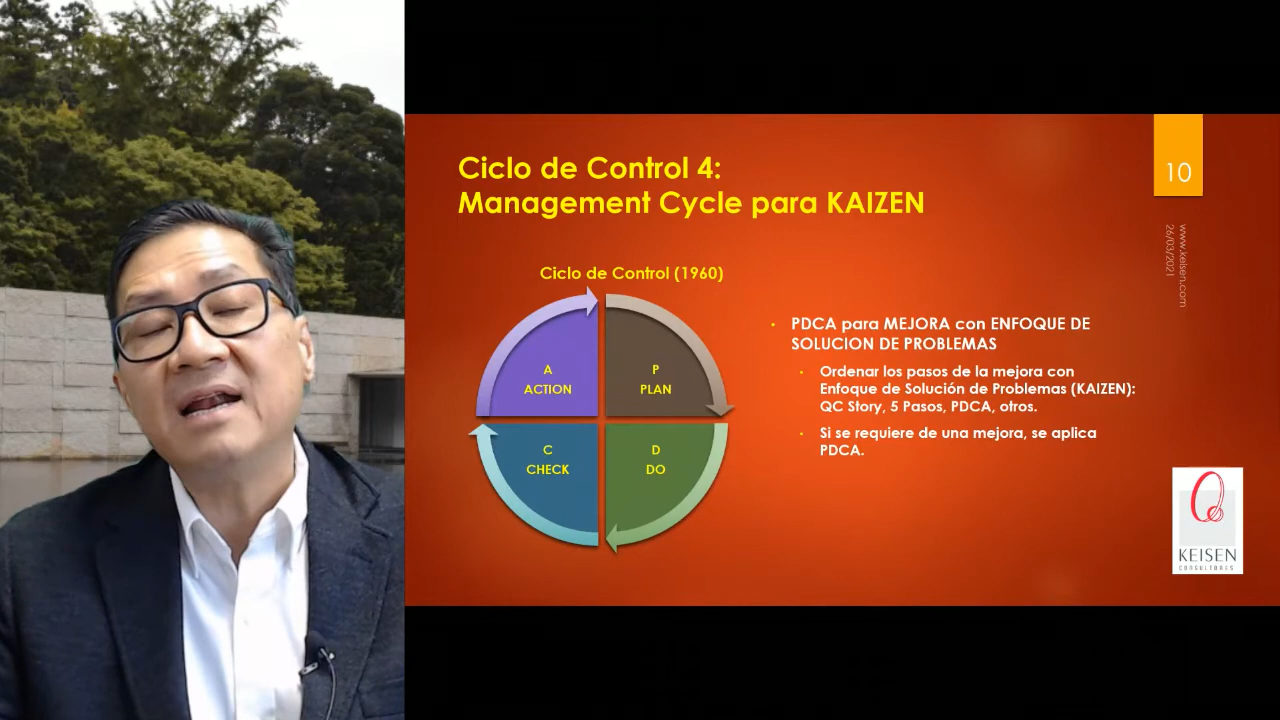 Ciclo de Control 4:
Management Cycle para KAIZEN
10
www.keisen.com
26/03/2021
Ciclo de Control (1960)
A
ACTION
P
PLAN
C
CHECK
D
DO
• PDCA para MEJORA con ENFOQUE DE
SOLUCION DE PROBLEMAS
• Ordenar los pasos de la mejora con
Enfoque de Solución de Problemas (KAIZEN):
QC Story, 5 Pasos, PDCA, otros.
• Si se requiere de una mejora, se aplica
PDCA.
KEISEN
CONSULTORES